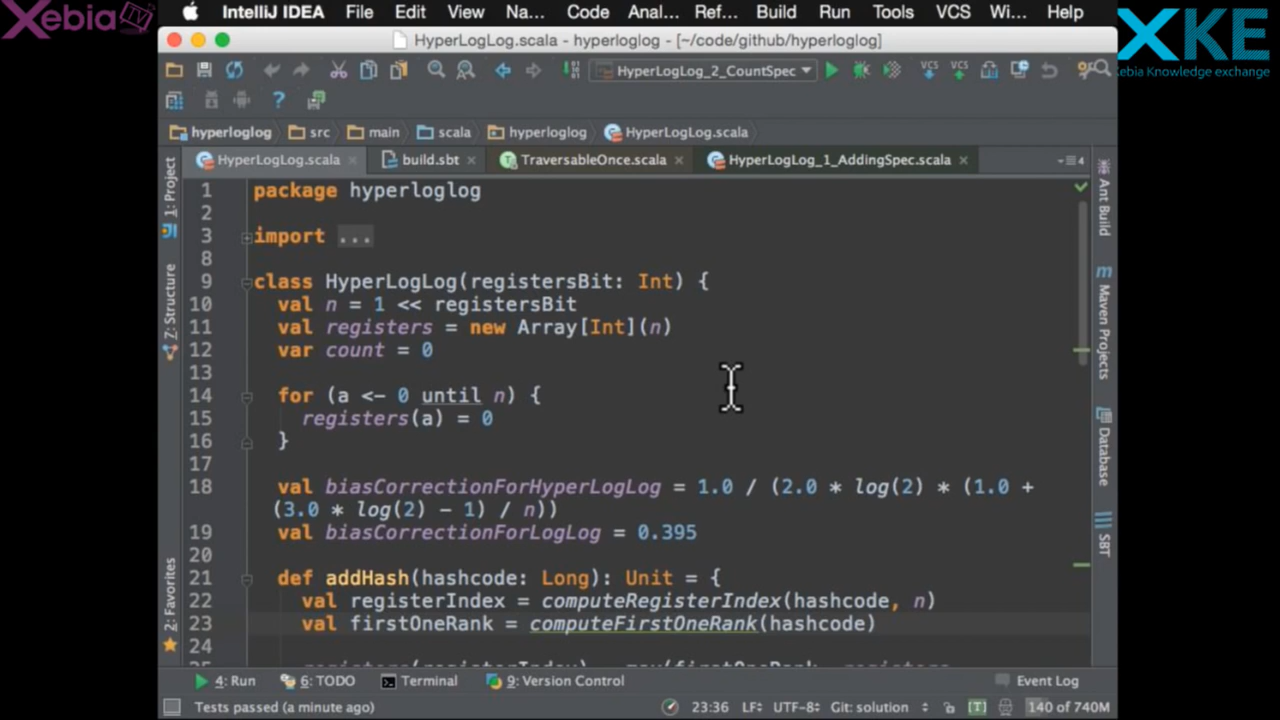 Xebia TV
XKE
Xebia Knowledge exchange
IntelliJ IDEA File Edit View Na... Code Anal... Ref... Build Run Tools VCS Wi... Help
HyperLogLog.scala - hyperloglog - [~/code/github/hyperloglog]
HyperLogLog_2_CountSpec
VCS VCS
hyperloglog src main scala hyperloglog HyperLogLog.scala
HyperLogLog.scala build.sbt TraversableOnce.scala HyperLogLog_1_AddingSpec.scala
4
1: Project
7: Structure
2: Favorites
1 package hyperloglog
2
3 import ...
8
9 class HyperLogLog(registersBit: Int) {
10 val n = 1 << registersBit
11 val registers = new Array[Int](n)
12 var count = 0
13
14 for (a <- 0 until n) {
15 registers(a) = 0
16 }
17
18 val biasCorrectionForHyperLogLog = 1.0 / (2.0 * log(2) * (1.0 +
(3.0 * log(2) - 1) / n))
19 val biasCorrectionForLogLog = 0.395
20
21 def addHash(hashcode: Long): Unit = {
22 val registerIndex = computeRegisterIndex(hashcode, n)
23 val firstOneRank = computeFirstOneRank(hashcode)
24
Ant Build
Maven Projects
Database
SBT
4: Run 6: TODO Terminal 9: Version Control Event Log
Tests passed (a minute ago) 23:36 LF UTF-8 Git: solution [T] 140 of 740M